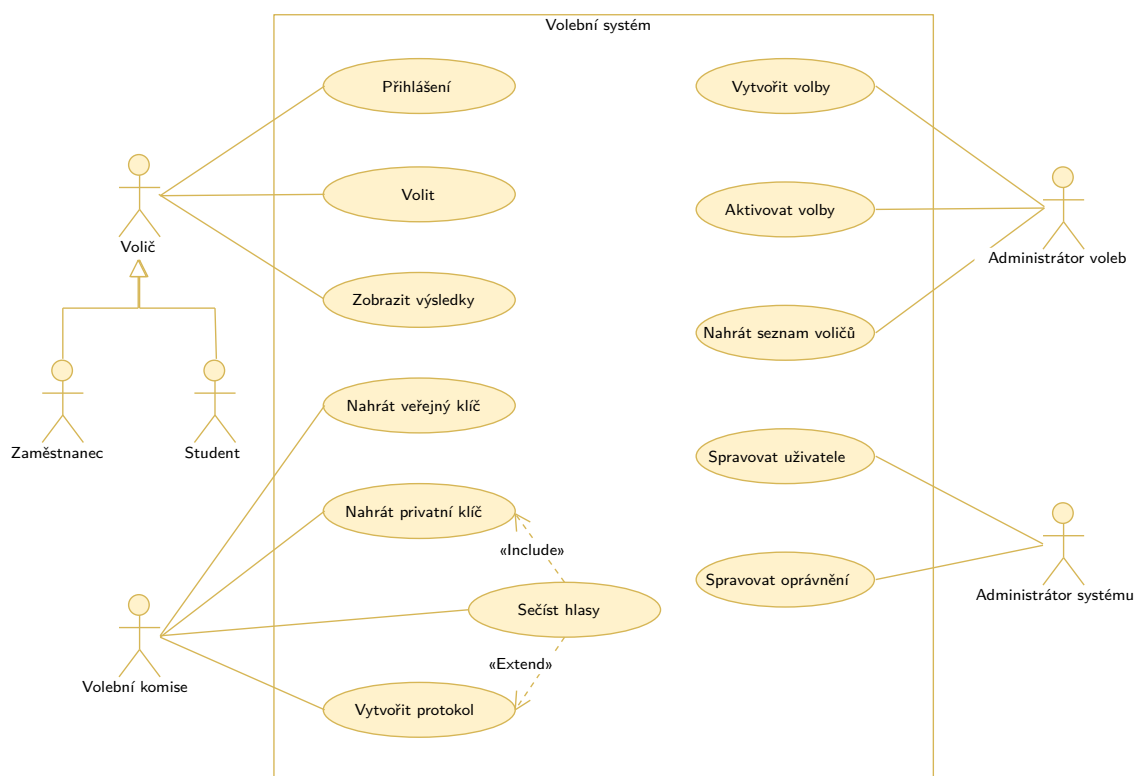 Volební systém
Přihlášení
Vytvořit volby
Volit
Aktivovat volby
Volič
Administrátor voleb
Zobrazit výsledky
Nahrát seznam voličů
Nahrát veřejný klíč
Zaměstnanec
Student
Spravovat uživatele
Nahrát privatní klíč
«Include»
Spravovat oprávnění
Administrátor systému
Sečíst hlasy
«Extend»
Volební komise
Vytvořit protokol